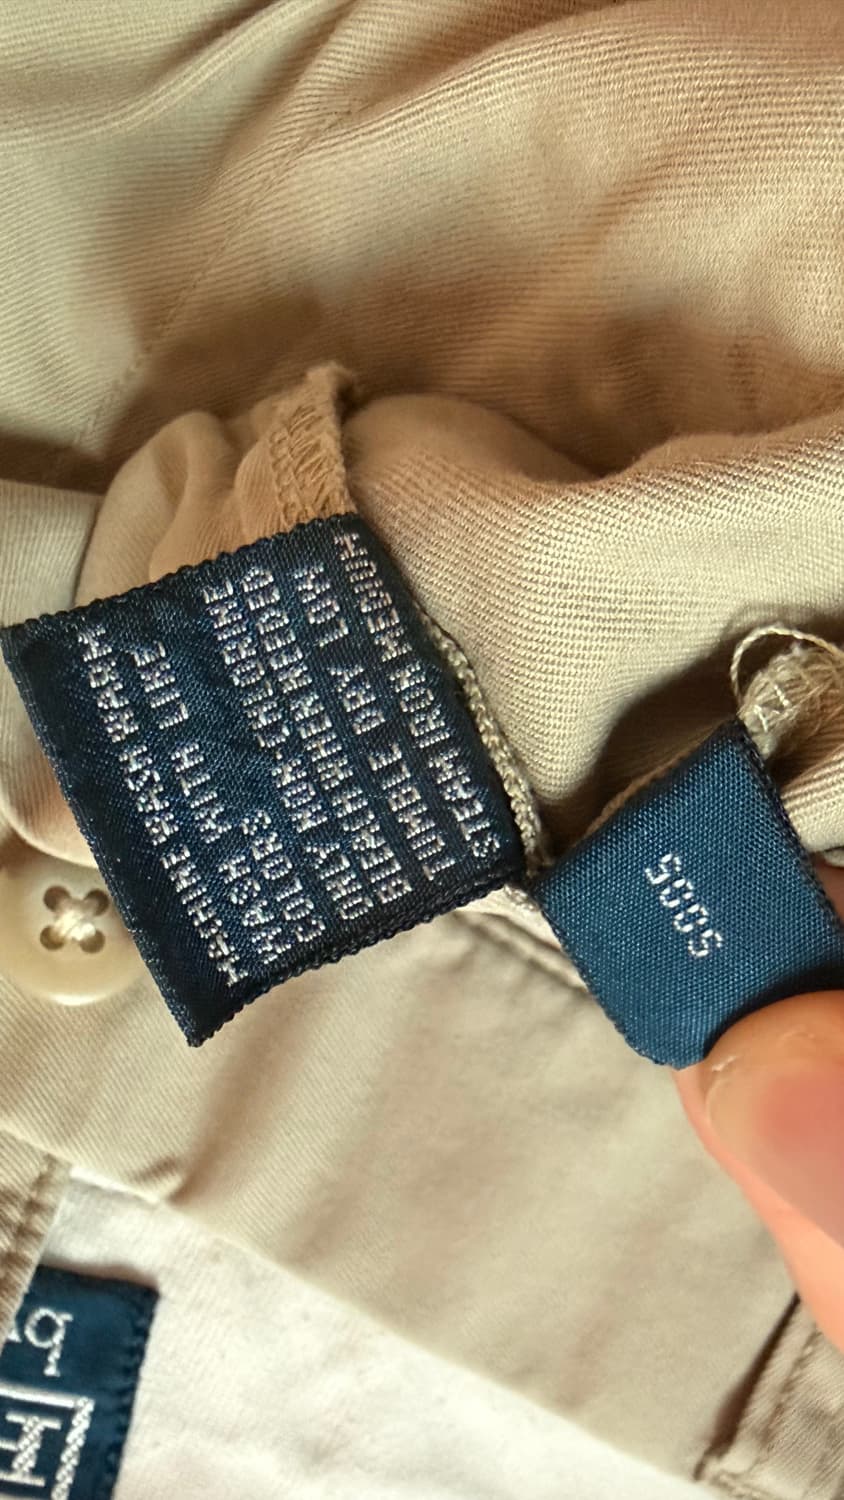 MACHINE WASH WARM,
WASH WITH LIKE
COLORS
ONLY NON-CHLORINE
BLEACH WHEN NEEDED
TUMBLE DRY LOW
STEAM IRON MEDIUM
5005